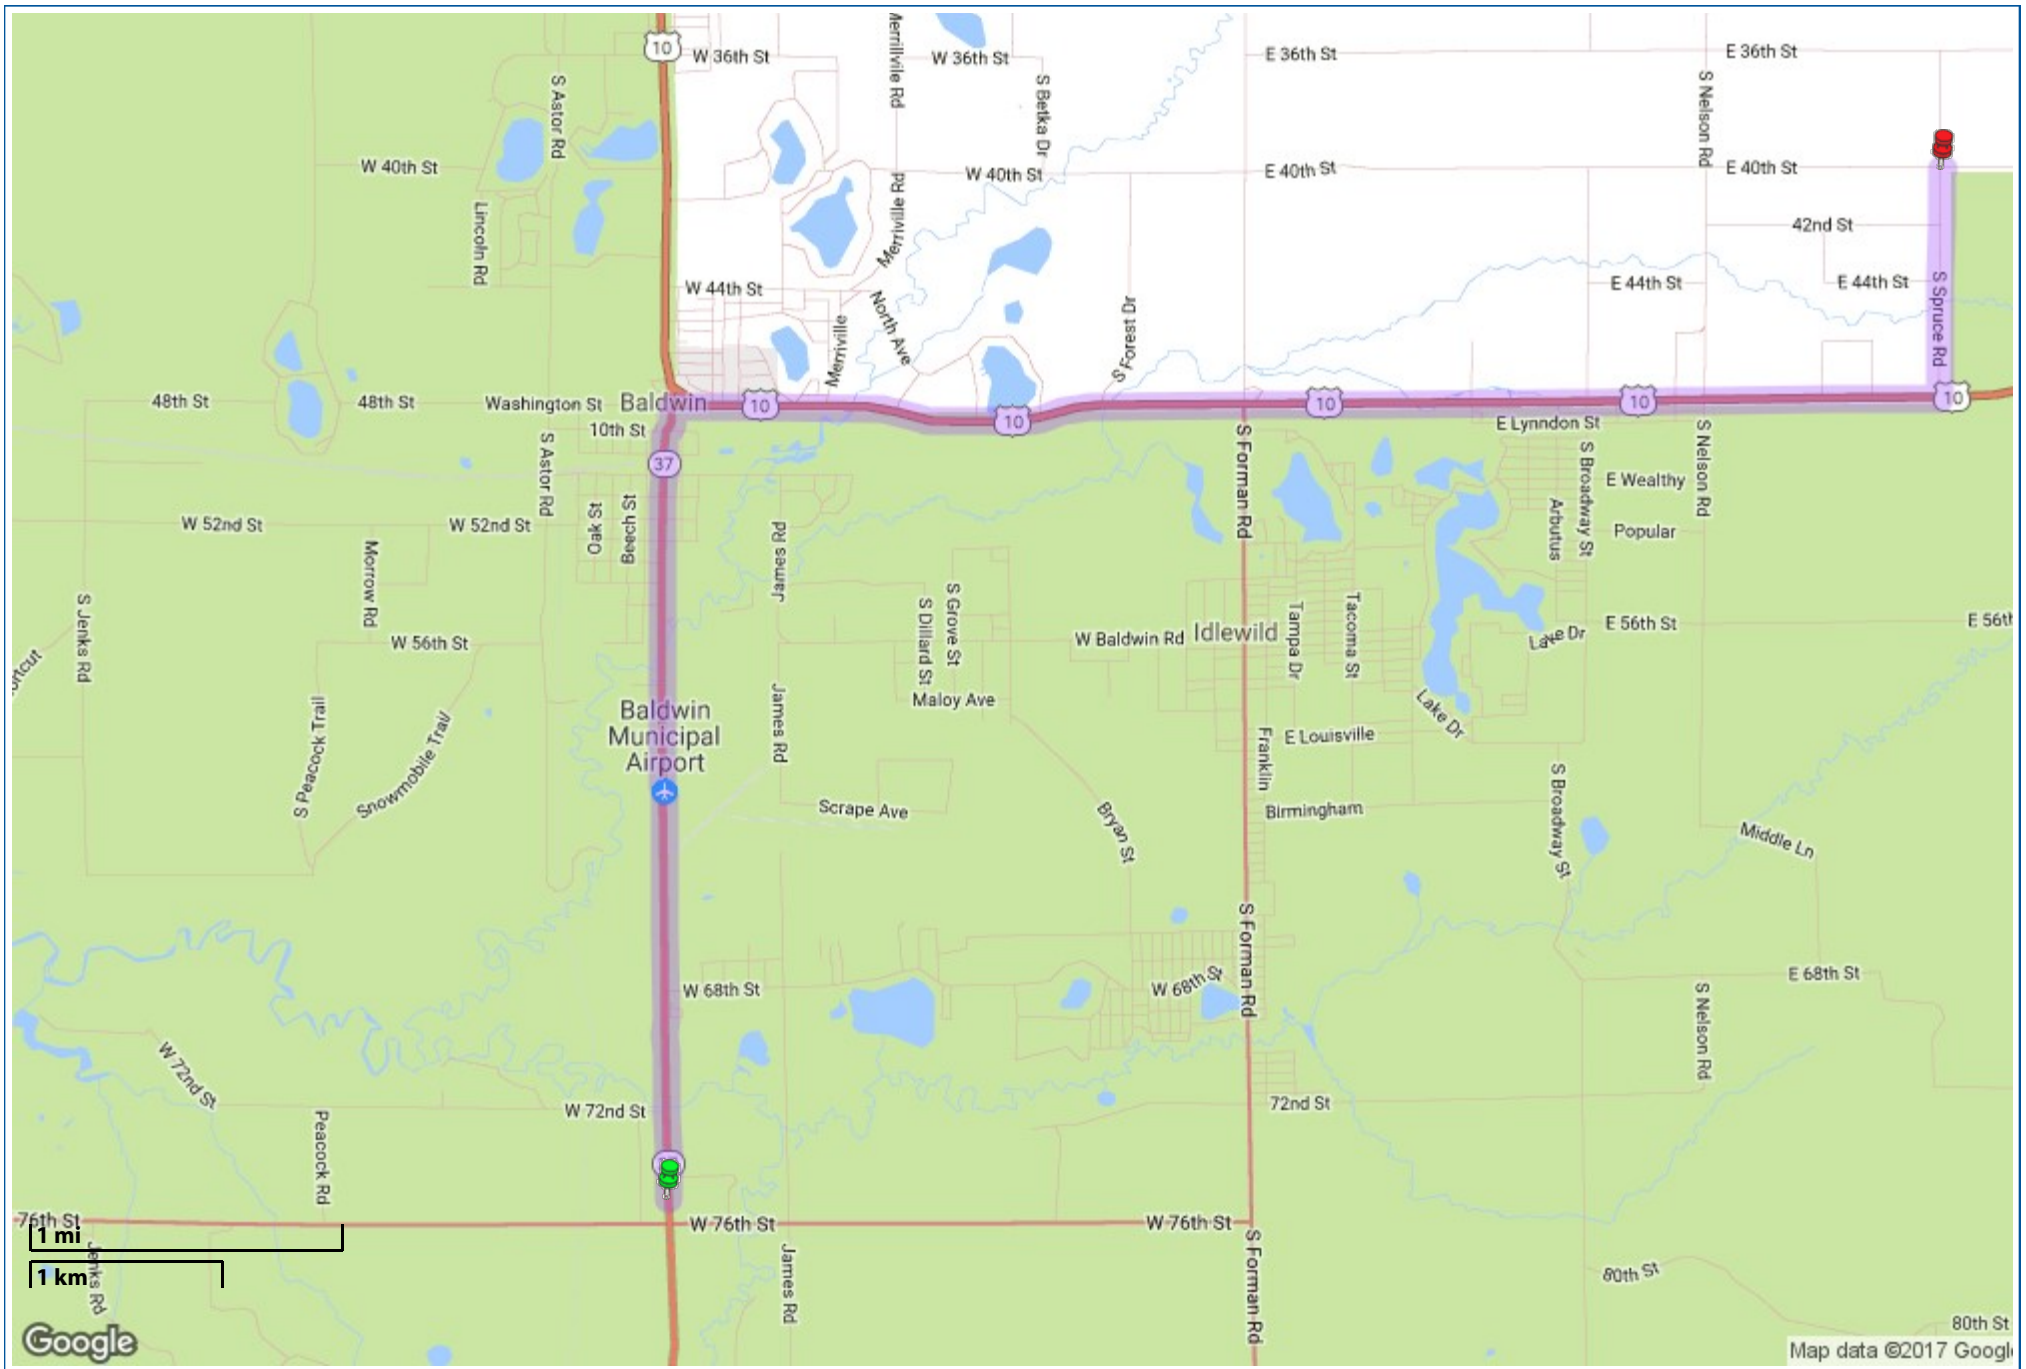 10
W 36th St
Merrillvile Rd
W 36th St
E 36th St
E 36th St
S Astor Rd
S Betka Dr
S Nelson Rd
W 40th St
W 40th St
E 40th St
E 40th St
Lincoln Rd
Merriville Rd
42nd St
W 44th St
North Ave
Merriville
S Forest Dr
E 44th St
E 44th St
S Spruce Rd
48th St
48th St
Washington St
Baldwin
10
10
10
10
10
10th St
E Lynndon St
37
S Astor Rd
S Forman Rd
S Broadway St
S Nelson Rd
E Wealthy
W 52nd St
W 52nd St
Oak St
Beech St
James Rd
Arbutus
Popular
Morrow Rd
S Jenks Rd
S Dillard St
S Grove St
Tampa Dr
Tacoma St
W 56th St
W Baldwin Rd
Idlewild
Lake Dr
E 56th St
E 56th
ortcut
S Peacock Trail
Snowmobile Trail
Baldwin
Municipal
Airport
James Rd
Maloy Ave
Lake Dr
Franklin
E Louisville
Scrape Ave
Bryan St
Birmingham
S Broadway St
Middle Ln
W 68th St
W 68th St
S Forman Rd
E 68th St
S Nelson Rd
W 72nd St
Peacock Rd
W 72nd St
72nd St
76th St
W 76th St
W 76th St
1 mi
1 km
Jenks Rd
James Rd
S Forman Rd
80th St
80th St
Google
Map data ©2017 Googl